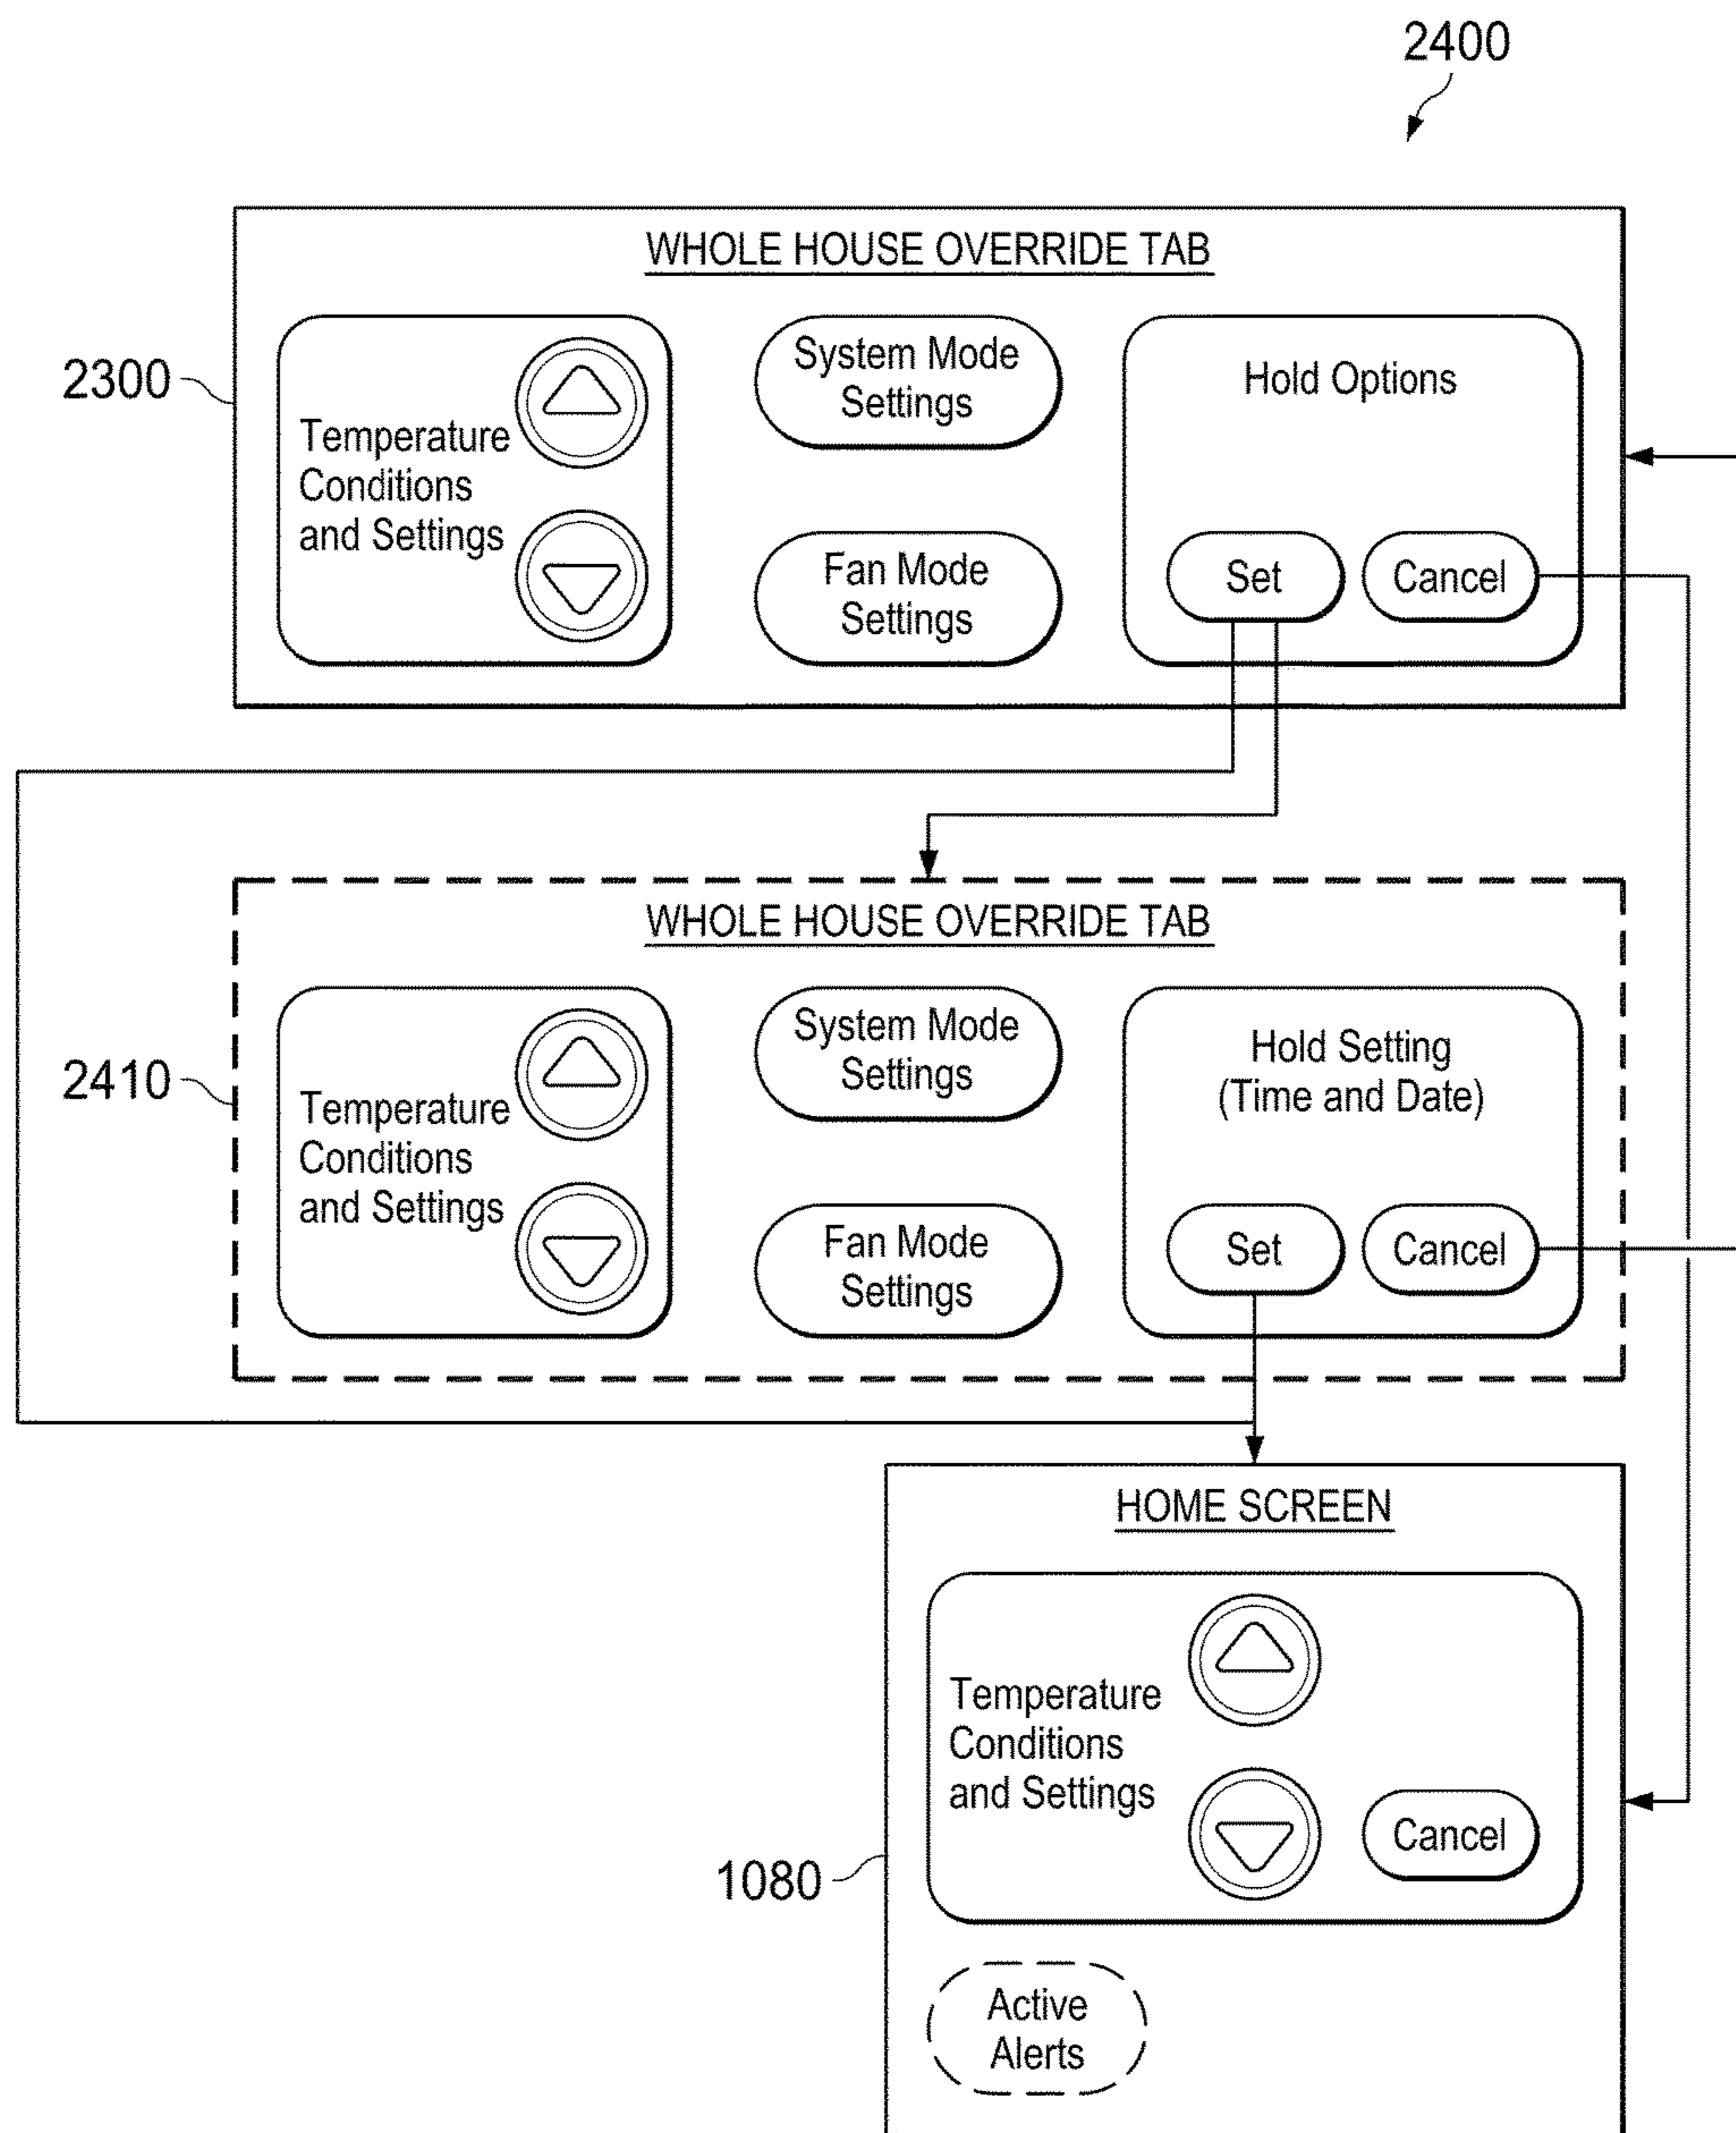 2400
WHOLE HOUSE OVERRIDE TAB
2300
Temperature
Conditions
and Settings
System Mode
Settings
Fan Mode
Settings
Hold Options
Set
Cancel
WHOLE HOUSE OVERRIDE TAB
2410
Temperature
Conditions
and Settings
System Mode
Settings
Fan Mode
Settings
Hold Setting
(Time and Date)
Set
Cancel
HOME SCREEN
1080
Temperature
Conditions
and Settings
Cancel
Active
Alerts